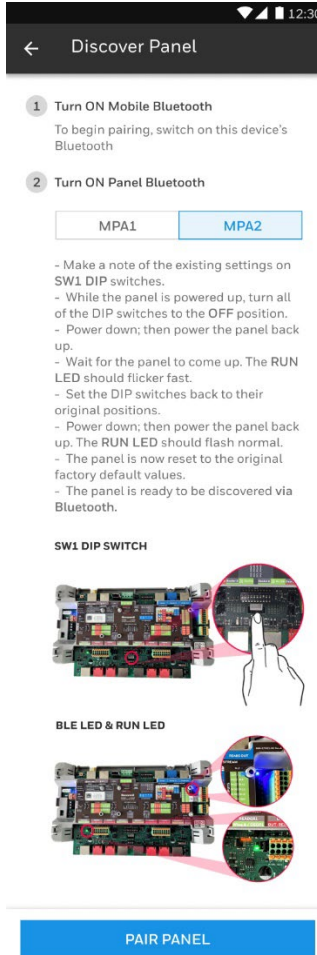 12:30
Discover Panel
1 Turn ON Mobile Bluetooth
To begin pairing, switch on this device's
Bluetooth
2 Turn ON Panel Bluetooth
MPA1 MPA2
- Make a note of the existing settings on
SW1 DIP switches.
- While the panel is powered up, turn all
of the DIP switches to the OFF position.
- Power down; then power the panel back
up.
- Wait for the panel to come up. The RUN
LED should flicker fast.
- Set the DIP switches back to their
original positions.
- Power down; then power the panel back
up. The RUN LED should flash normal.
- The panel is now reset to the original
factory default values.
- The panel is ready to be discovered via
Bluetooth.
SW1 DIP SWITCH
BLE LED & RUN LED
PAIR PANEL